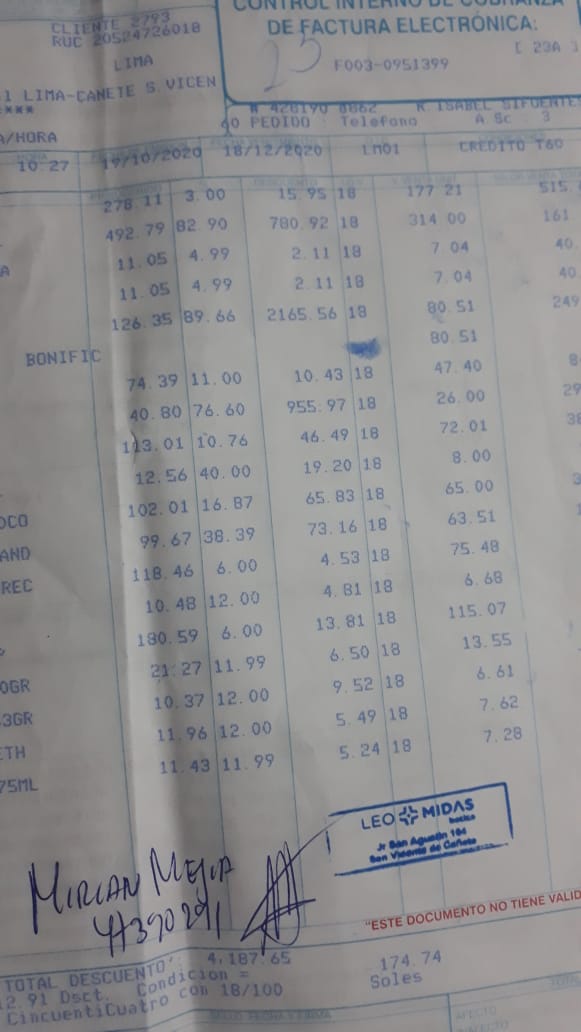 CONTROL INTERNO DE COBRANZA
DE FACTURA ELECTRÓNICA:
CLIENTE 2793
RUC 20524726018
LIMA
F003-0951399
[ 23A 3
1 LIMA-CAÑETE S. VICEN
****
# 428190 8862 R. ISABEL SIFUENTE
60 PEDIDO : Telefono A Sc : 3
A/HORA
10:27 19/10/2020 18/12/2020 LM01 CREDITO T60
278.11 3.00 15.95 18 177.21 515.
492.79 82.90 780.92 18 314.00 161
A 11.05 4.99 2.11 18 7.04 40.
11.05 4.99 2.11 18 7.04 40
126.35 89.66 2165.56 18 80.51 249
BONIFIC 80.51
74.39 11.00 10.43 18 47.40 8
40.80 76.60 955.97 18 26.00 29
113.01 10.76 46.49 18 72.01 38
12.56 40.00 19.20 18 8.00
OCO 102.01 16.87 65.83 18 65.00
AND 99.67 38.39 73.16 18 63.51
REC 118.46 6.00 4.53 18 75.48
10.48 12.00 4.81 18 6.68
180.59 6.00 13.81 18 115.07
0GR 21.27 11.99 6.50 18 13.55
3GR 10.37 12.00 9.52 18 6.61
ETH 11.96 12.00 5.49 18 7.62
75ML 11.43 11.99 5.24 18 7.28
LEO MIDAS
botica
Jr San Agustin 164
San Vicente de Cañete
MIRIAN MEJIA
"ESTE DOCUMENTO NO TIENE VALID
TOTAL DESCUENTO : 4,187.65 174.74
2.91 Dsct. Condicion = Soles
CincuentiCuatro con 18/100